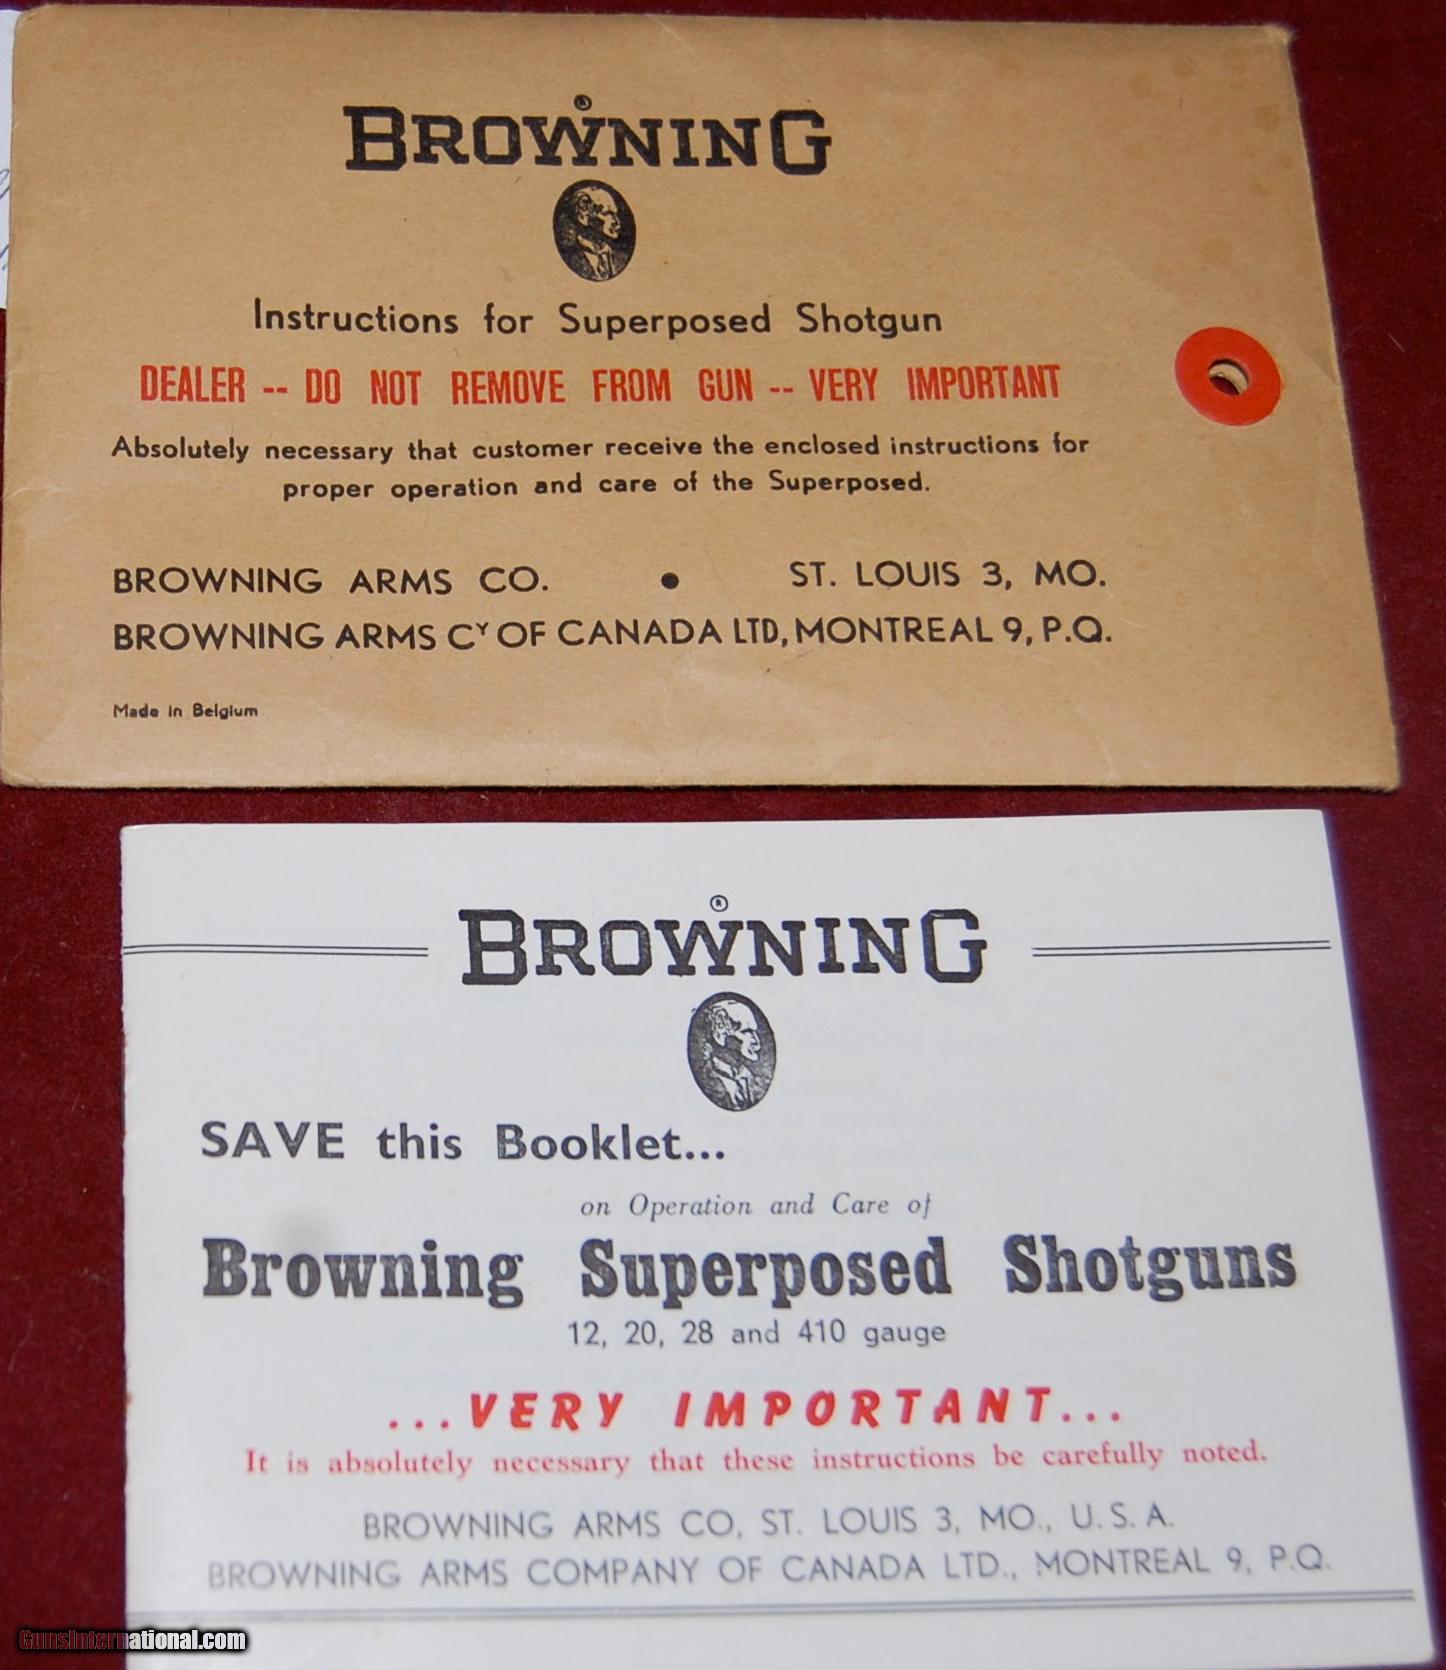 ®
BROWNING
Instructions for Superposed Shotgun
DEALER -- DO NOT REMOVE FROM GUN -- VERY IMPORTANT
Absolutely necessary that customer receive the enclosed instructions for
proper operation and care of the Superposed.
BROWNING ARMS CO. • ST. LOUIS 3, MO.
BROWNING ARMS CY OF CANADA LTD, MONTREAL 9, P.Q.
Made in Belgium
®
BROWNING
SAVE this Booklet...
on Operation and Care of
Browning Superposed Shotguns
12, 20, 28 and 410 gauge
...VERY IMPORTANT...
It is absolutely necessary that these instructions be carefully noted.
BROWNING ARMS CO, ST. LOUIS 3, MO., U.S.A.
BROWNING ARMS COMPANY OF CANADA LTD., MONTREAL 9, P.Q.
GunsInternational.com